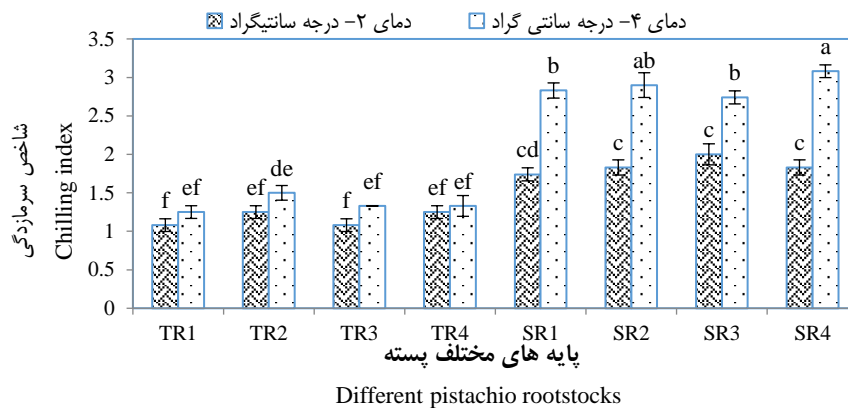 دمای ۲- درجه سانتیگراد دمای ۴- درجه سانتی گراد
3.5
3
2.5
2
1.5
1
0.5
0
شاخص سرمازدگی
Chilling index
f ef ef de f ef ef ef cd b c ab c b c a
TR1 TR2 TR3 TR4 SR1 SR2 SR3 SR4
پایه های مختلف پسته
Different pistachio rootstocks